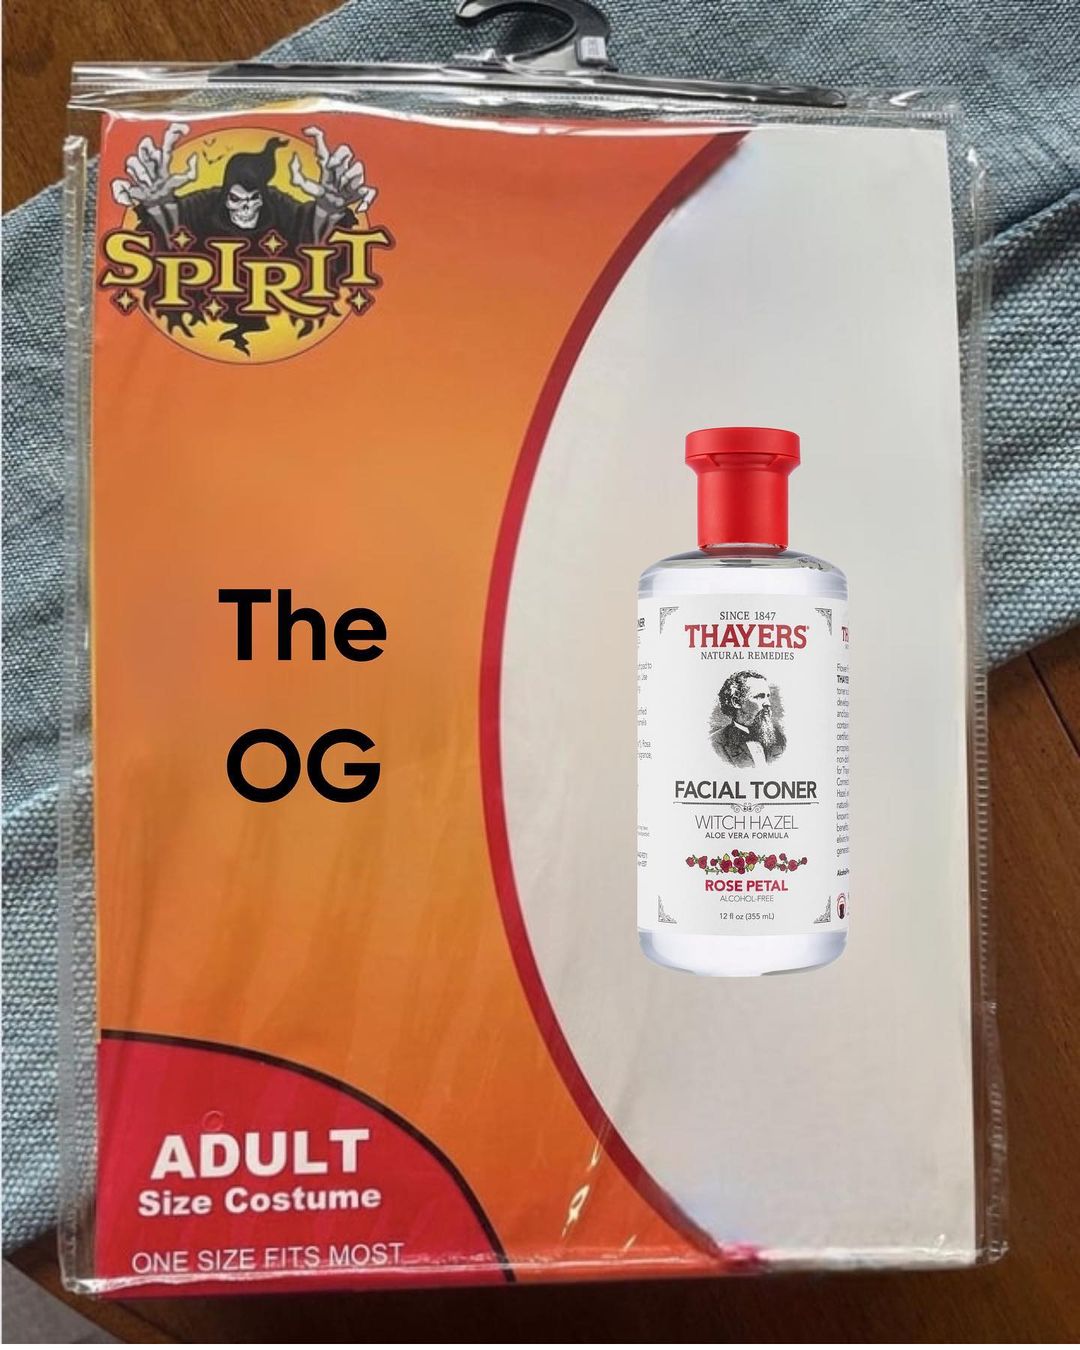 SPIRIT
The
OG
SINCE 1847
THAYERS
NATURAL REMEDIES
FACIAL TONER
WITCH HAZEL
ALOE VERA FORMULA
ROSE PETAL
ALCOHOL-FREE
12 fl oz (355 mL)
ADULT
Size Costume
ONE SIZE FITS MOST